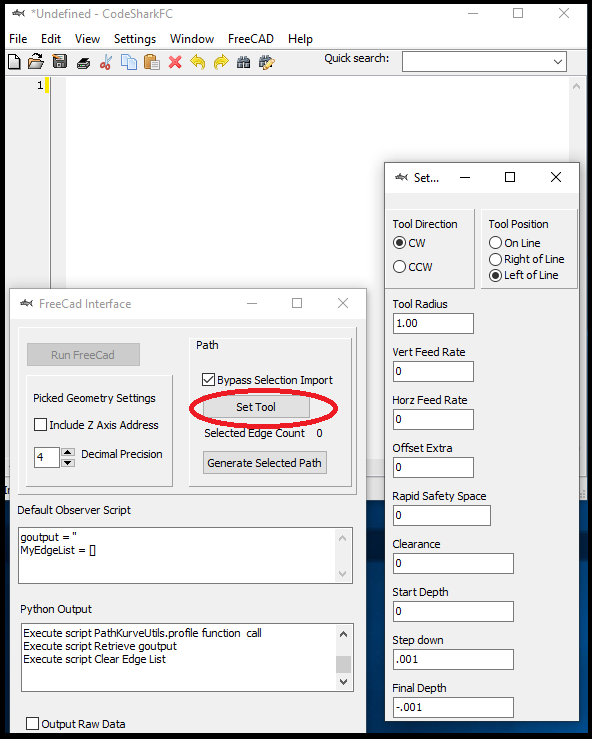 *Undefined - CodeSharkFC
File Edit View Settings Window FreeCAD Help
Quick search:
1
FreeCad Interface
Run FreeCad
Picked Geometry Settings
Include Z Axis Address
4 Decimal Precision
Path
Bypass Selection Import
Set Tool
Selected Edge Count 0
Generate Selected Path
Default Observer Script
goutput = "
MyEdgeList = []
Python Output
Execute script PathKurveUtils.profile function call
Execute script Retrieve goutput
Execute script Clear Edge List
Output Raw Data
Set...
Tool Direction
CW
CCW
Tool Position
On Line
Right of Line
Left of Line
Tool Radius
1.00
Vert Feed Rate
0
Horz Feed Rate
0
Offset Extra
0
Rapid Safety Space
0
Clearance
0
Start Depth
0
Step down
.001
Final Depth
-.001